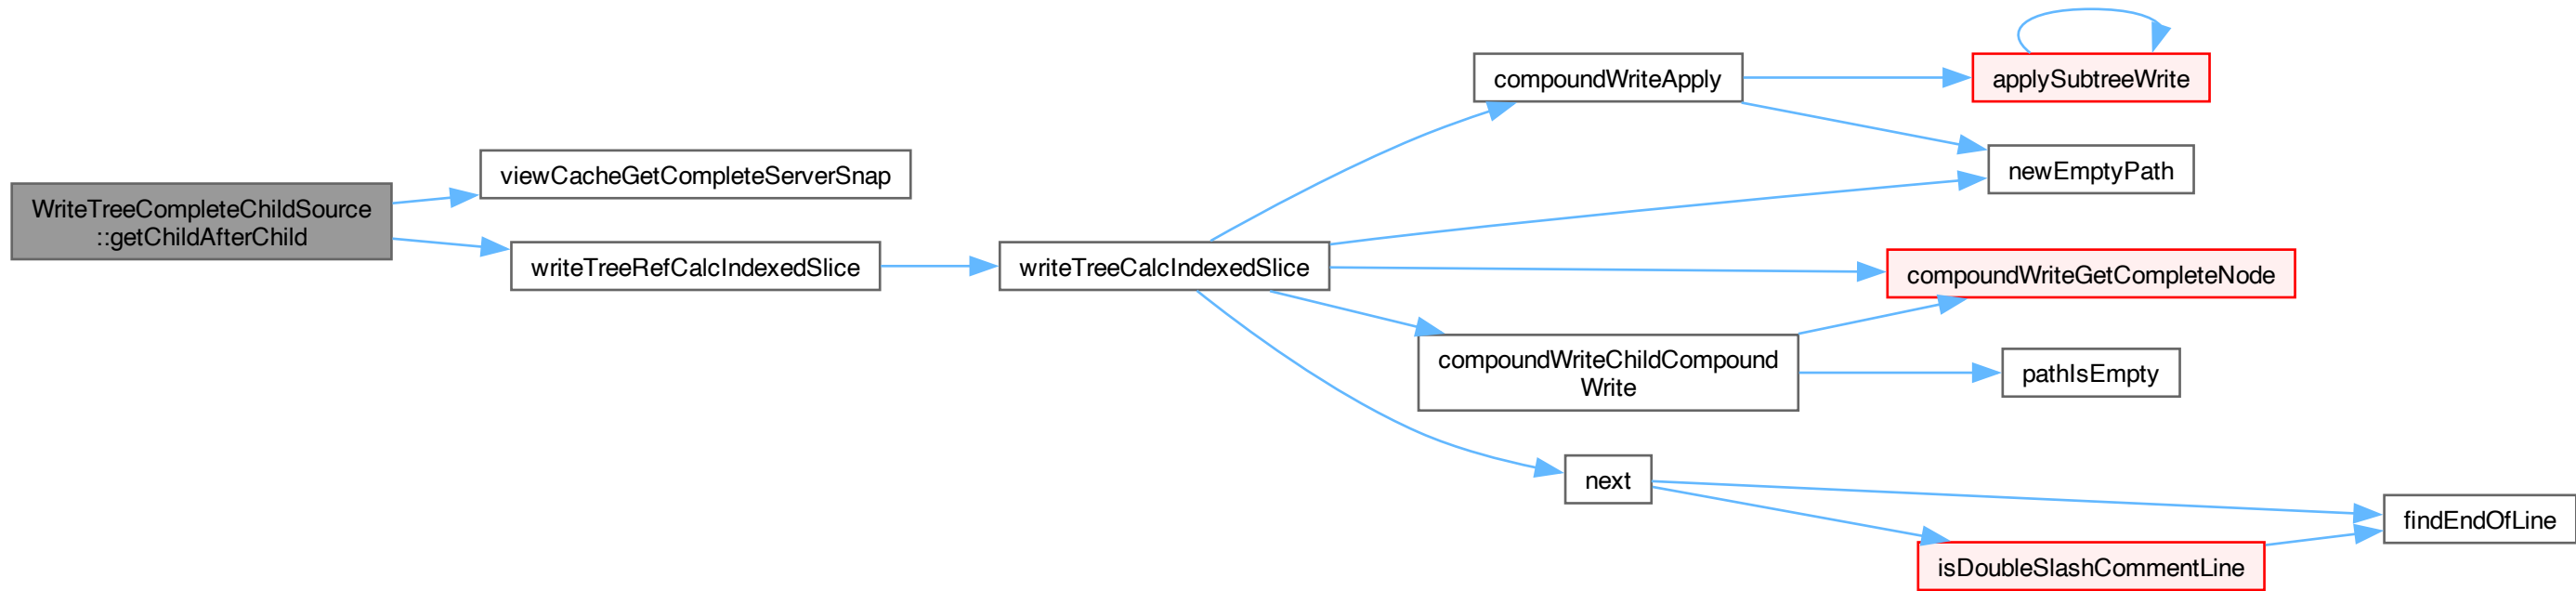 WriteTreeCompleteChildSource
::getChildAfterChild
viewCacheGetCompleteServerSnap
writeTreeRefCalcIndexedSlice
writeTreeCalcIndexedSlice
compoundWriteApply
applySubtreeWrite
newEmptyPath
compoundWriteGetCompleteNode
compoundWriteChildCompound
Write
pathIsEmpty
next
findEndOfLine
isDoubleSlashCommentLine